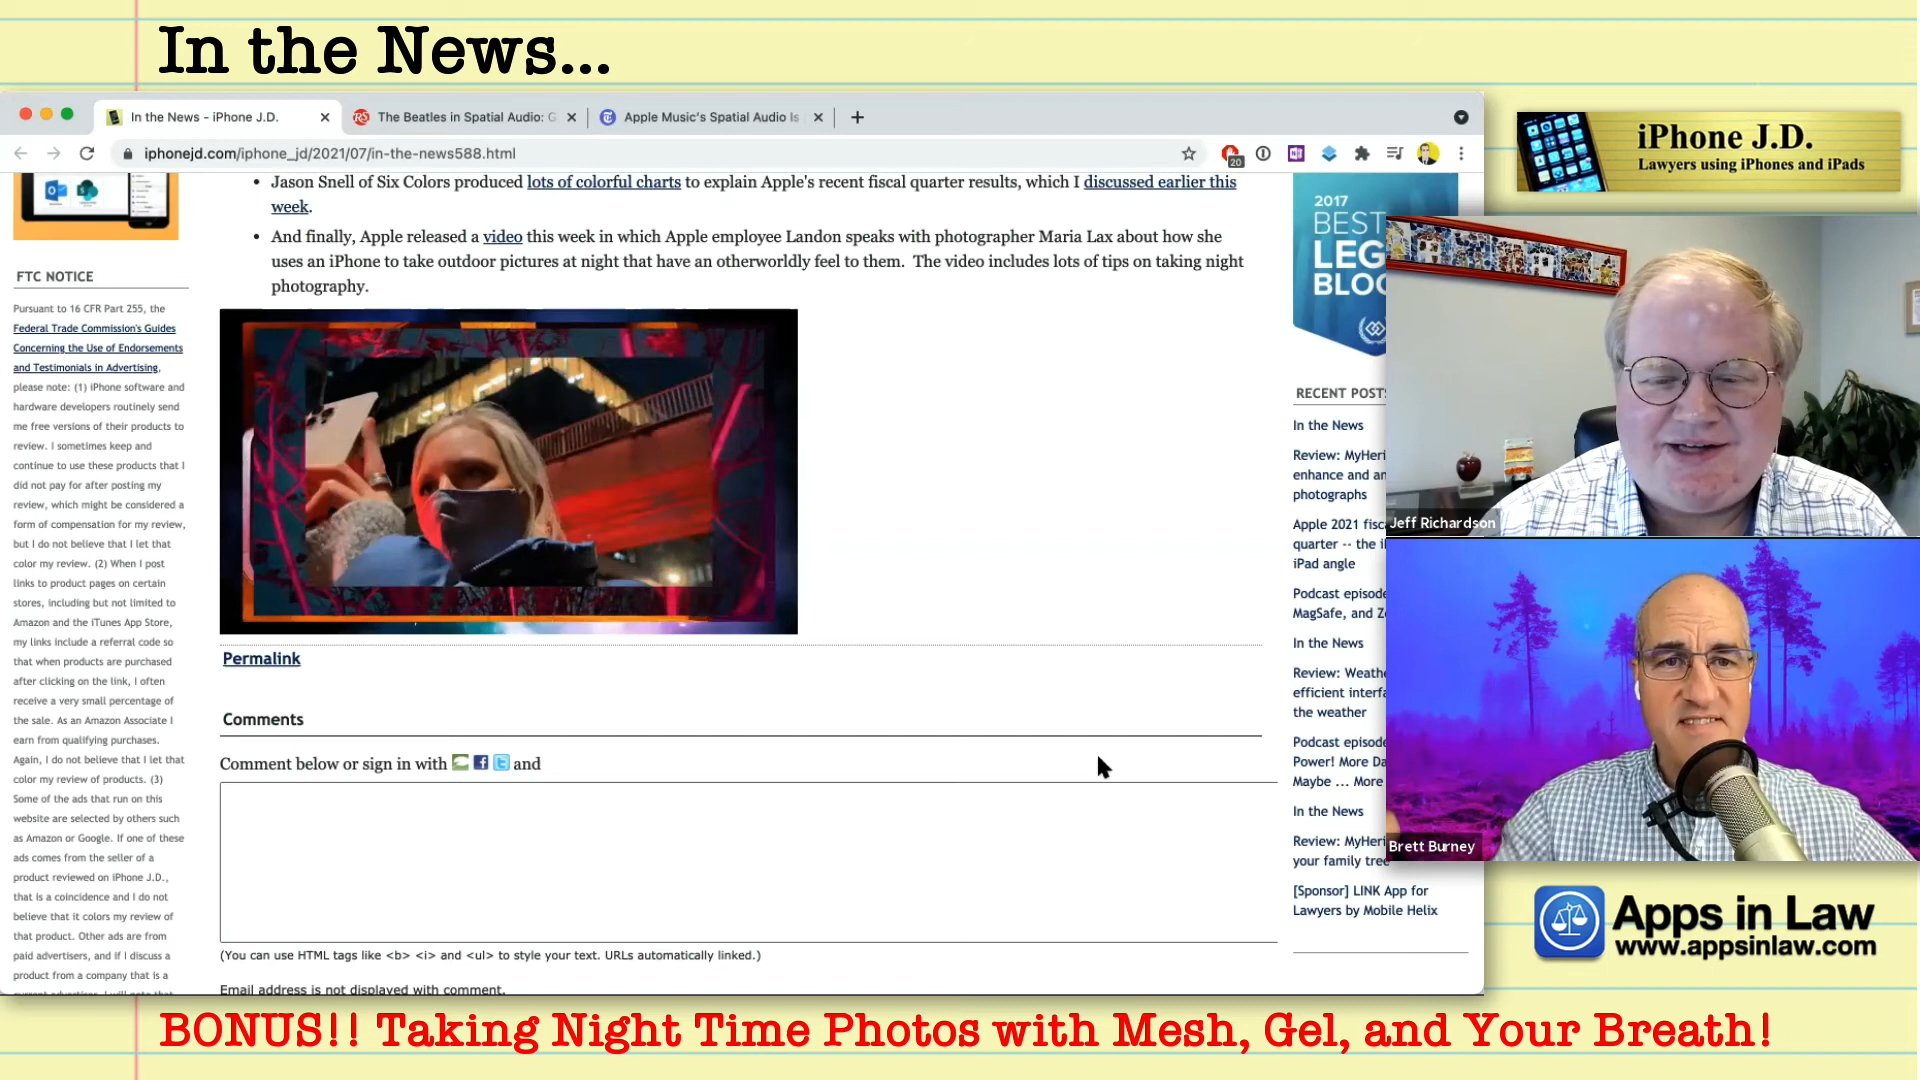 In the News...
In the News - iPhone J.D.
The Beatles in Spatial Audio: G
Apple Music's Spatial Audio Is
iphonejd.com/iphone_jd/2021/07/in-the-news588.html
20
iPhone J.D.
Lawyers using iPhones and iPads
Jason Snell of Six Colors produced lots of colorful charts to explain Apple's recent fiscal quarter results, which I discussed earlier this
week.
And finally, Apple released a video this week in which Apple employee Landon speaks with photographer Maria Lax about how she
uses an iPhone to take outdoor pictures at night that have an otherworldly feel to them. The video includes lots of tips on taking night
photography.
Permalink
Comments
Comment below or sign in with and
(You can use HTML tags like <b> <i> and <ul> to style your text. URLs automatically linked.)
Email address is not displayed with comment.
FTC NOTICE
Pursuant to 16 CFR Part 255, the
Federal Trade Commission's Guides
Concerning the Use of Endorsements
and Testimonials in Advertising,
please note: (1) iPhone software and
hardware developers routinely send
me free versions of their products to
review. I sometimes keep and
continue to use these products that I
did not pay for after posting my
review, which might be considered a
form of compensation for my review,
but I do not believe that I let that
color my review. (2) When I post
links to product pages on certain
stores, including but not limited to
Amazon and the iTunes App Store,
my links include a referral code so
that when products are purchased
after clicking on the link, I often
receive a very small percentage of
the sale. As an Amazon Associate I
earn from qualifying purchases.
Again, I do not believe that I let that
color my review of products. (3)
Some of the ads that run on this
website are selected by others such
as Amazon or Google. If one of these
ads comes from the seller of a
product reviewed on iPhone J.D.,
that is a coincidence and I do not
believe that it colors my review of
that product. Other ads are from
paid advertisers, and if I discuss a
product from a company that is a
2017
BEST
LEG
BLOG
RECENT POSTS
In the News
Review: MyHeri
enhance and an
photographs
Apple 2021 fisc
quarter -- the i
iPad angle
Podcast episode
MagSafe, and Z
In the News
Review: Weathe
efficient interfa
the weather
Podcast episode
Power! More Da
Maybe ... More
In the News
Review: MyHeri
your family tree
[Sponsor] LINK App for
Lawyers by Mobile Helix
Jeff Richardson
Brett Burney
Apps in Law
www.appsinlaw.com
BONUS!! Taking Night Time Photos with Mesh, Gel, and Your Breath!